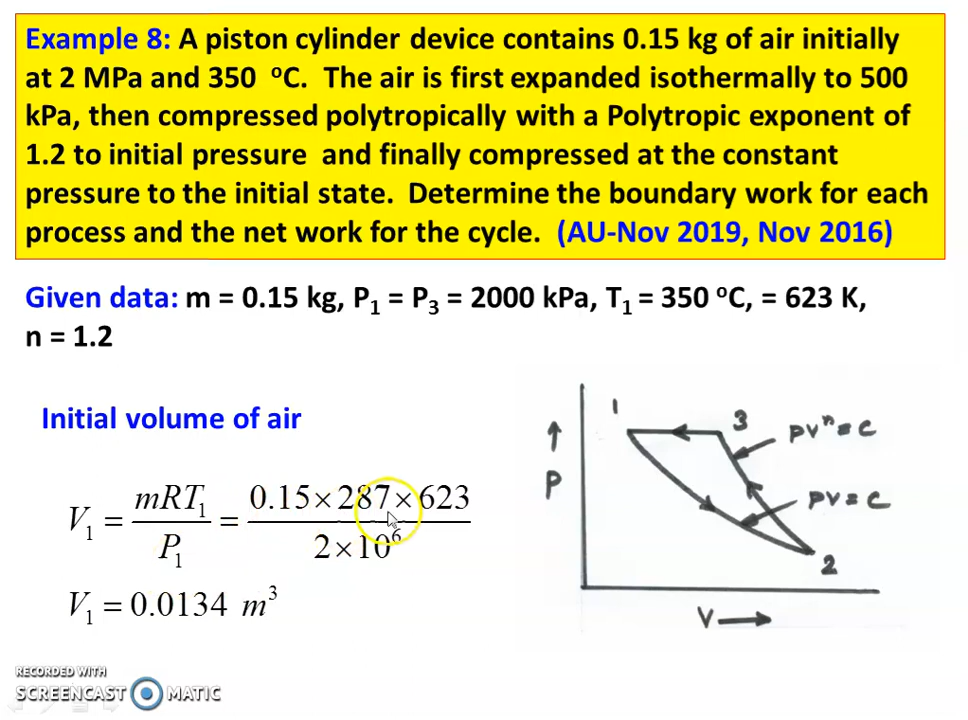 Example 8: A piston cylinder device contains 0.15 kg of air initially
at 2 MPa and 350 ⁰C. The air is first expanded isothermally to 500
kPa, then compressed polytropically with a Polytropic exponent of
1.2 to initial pressure and finally compressed at the constant
pressure to the initial state. Determine the boundary work for each
process and the net work for the cycle. (AU-Nov 2019, Nov 2016)
Given data: m = 0.15 kg, P₁ = P₃ = 2000 kPa, T₁ = 350 ⁰C, = 623 K,
n = 1.2
Initial volume of air
V₁ = mRT₁/P₁ = 0.15×287×623/2×10⁶
V₁ = 0.0134 m³
1
3
PVⁿ=C
↑
P
PV=C
2
V→
RECORDED WITH
SCREENCAST MATIC